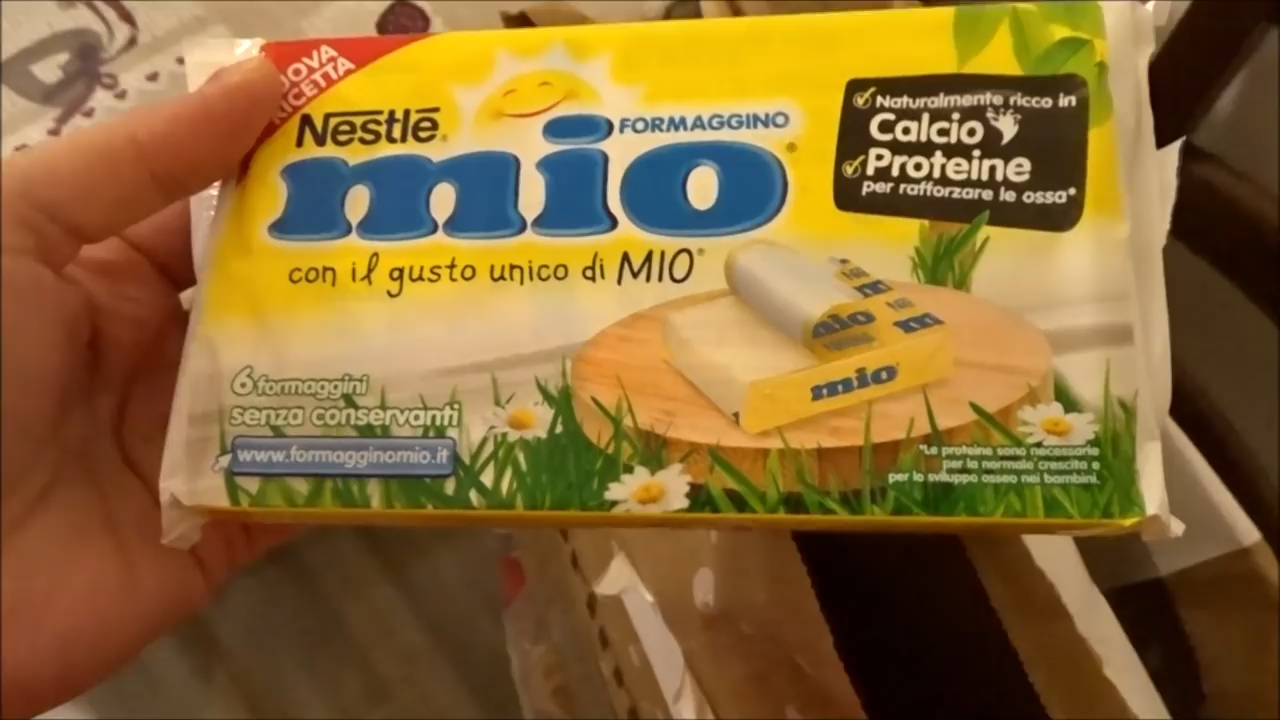 RICETTA
Nestlé
FORMAGGINO
mio
con il gusto unico di MIO
Naturalmente ricco in
Calcio
Proteine
per rafforzare le ossa*
mio
mio
6 formaggini
senza conservanti
www.formagginomio.it
*Le proteine sono necessarie
per la normale crescita e
per lo sviluppo osseo nei bambini.